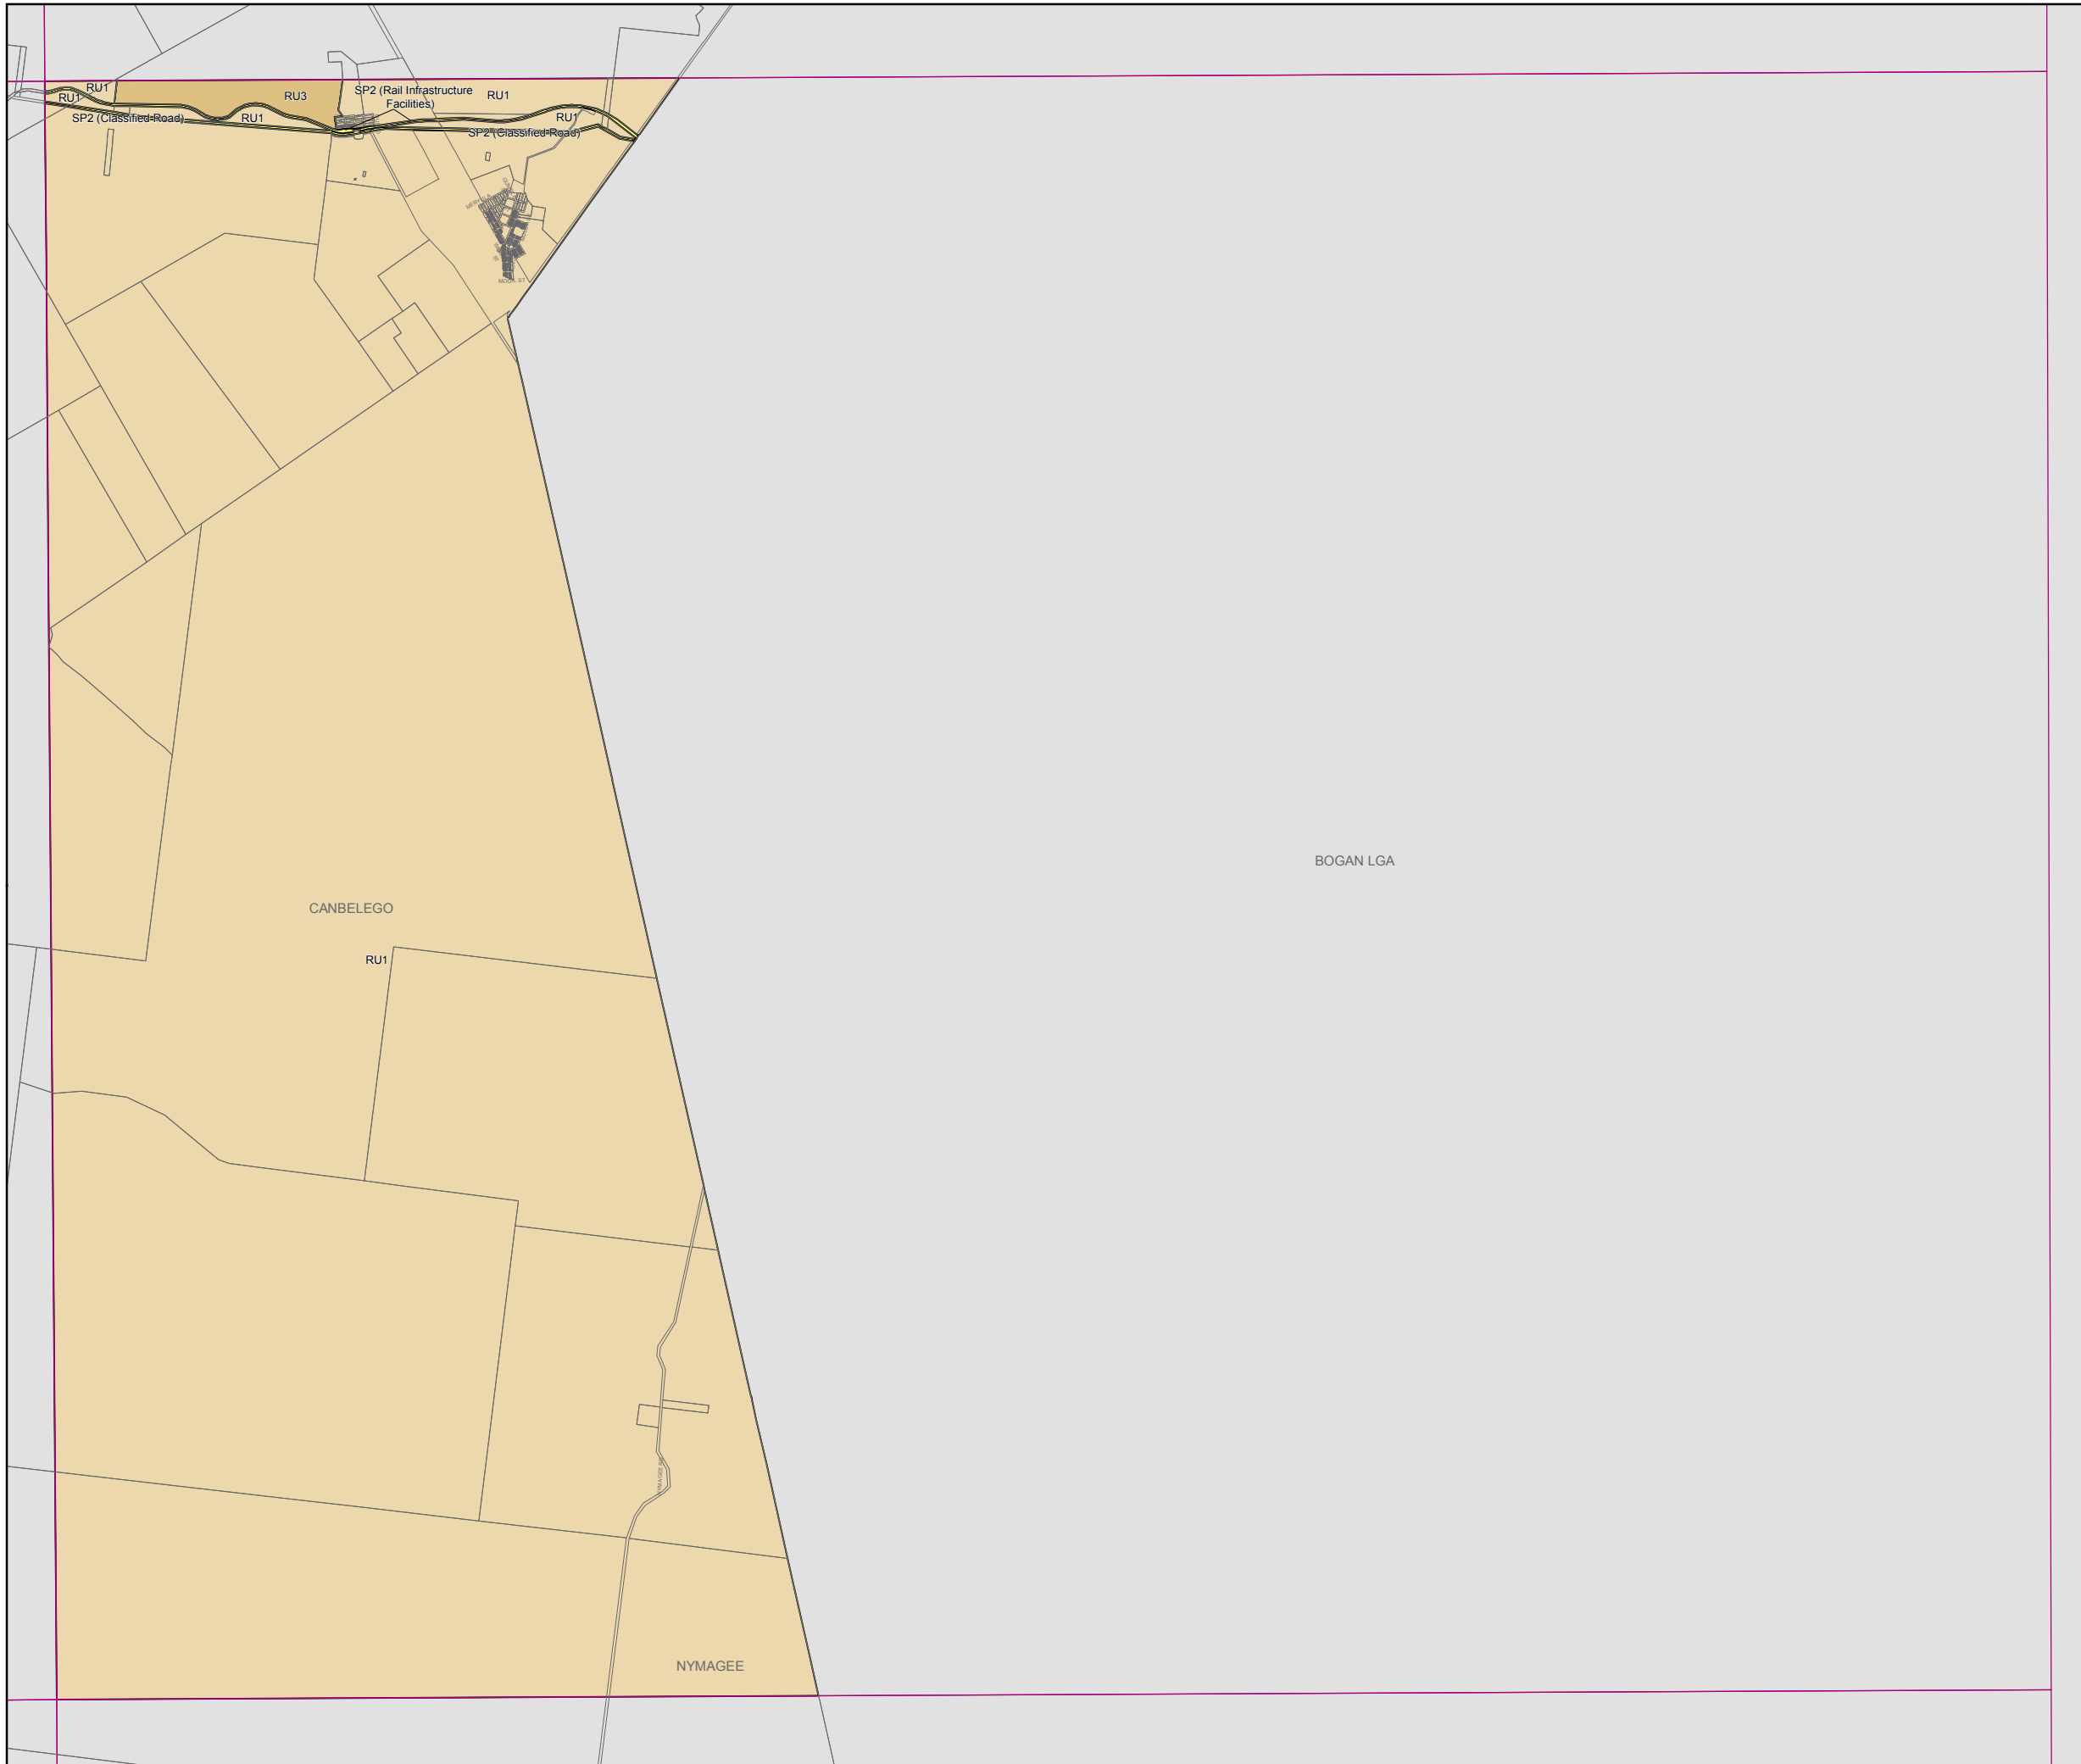 RU1
RU3
SP2 (Rail Infrastructure
Facilities)
RU1
RU1
SP2 (Classified Road)
RU1
RU1
SP2 (Classified Road)
BOGAN LGA
CANBELEGO
RU1
NYMAGEE